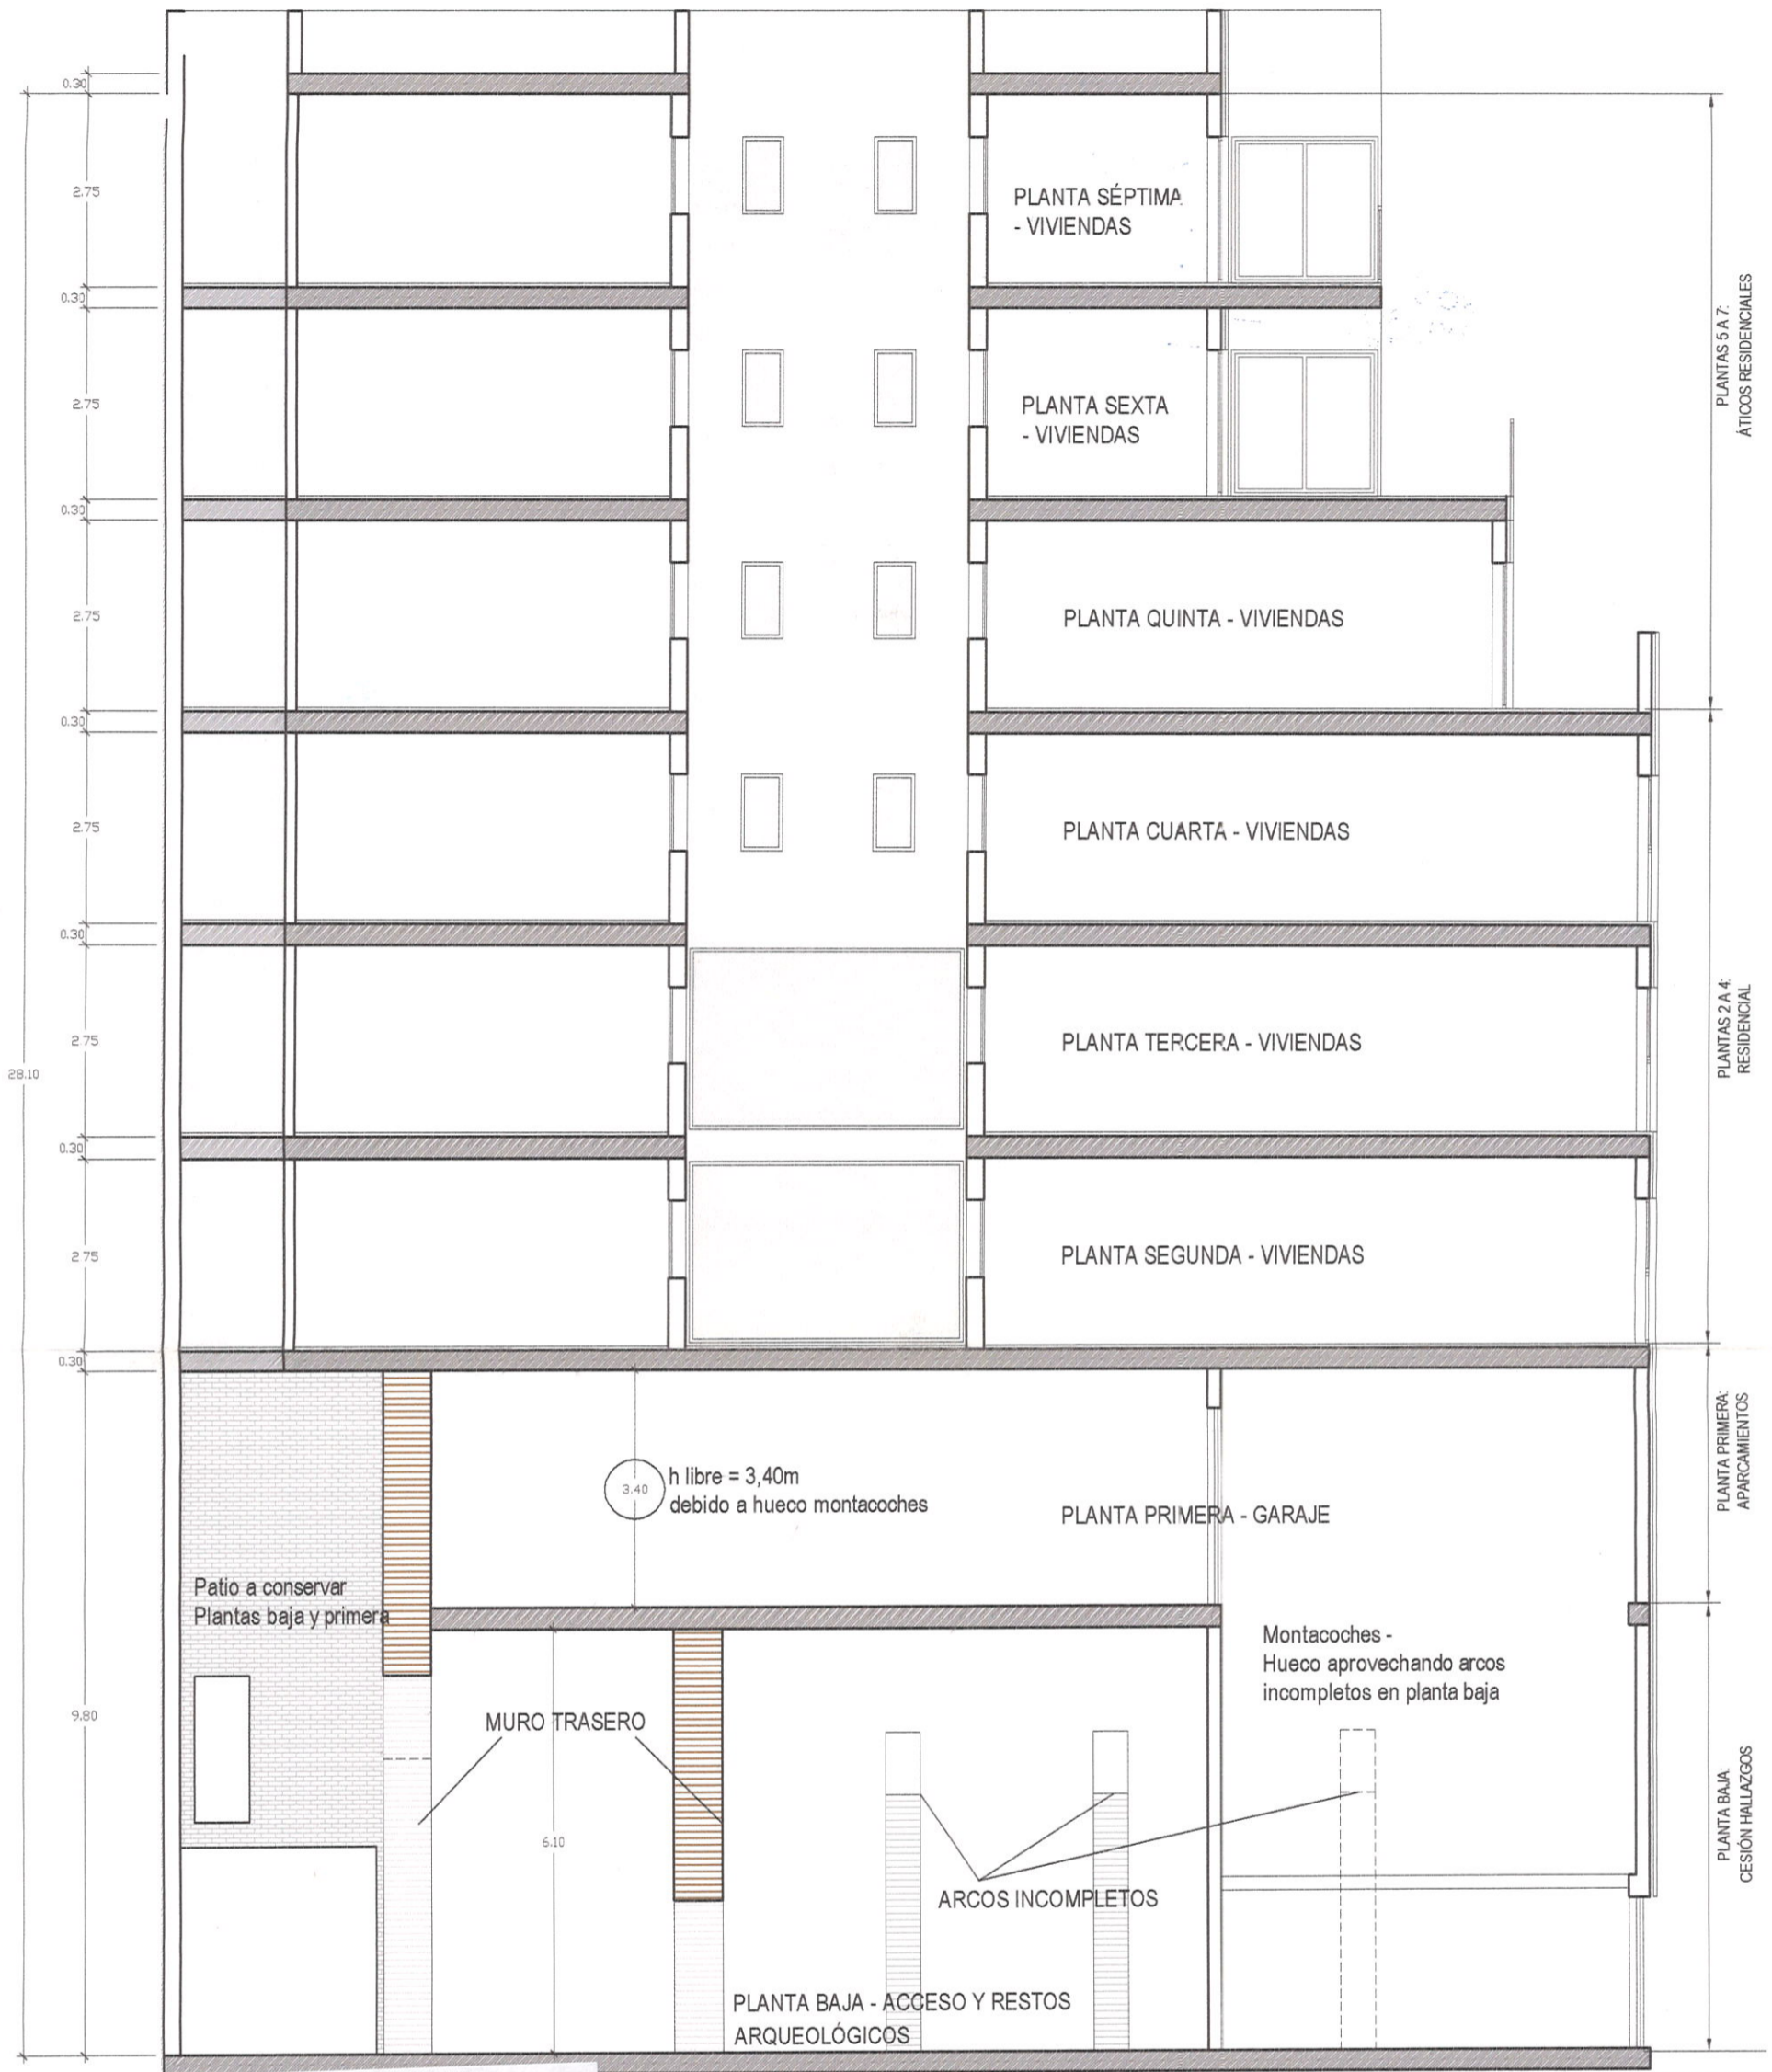 0.30
2.75
PLANTA SÉPTIMA
- VIVIENDAS
0.30
2.75
PLANTA SEXTA
- VIVIENDAS
PLANTAS 5 A 7:
ÁTICOS RESIDENCIALES
0.30
2.75
PLANTA QUINTA - VIVIENDAS
0.30
2.75
PLANTA CUARTA - VIVIENDAS
0.30
2.75
PLANTA TERCERA - VIVIENDAS
PLANTAS 2 A 4:
RESIDENCIAL
28.10
0.30
2.75
PLANTA SEGUNDA - VIVIENDAS
0.30
3.40
h libre = 3,40m
debido a hueco montacoches
PLANTA PRIMERA - GARAJE
PLANTA PRIMERA:
APARCAMIENTOS
Patio a conservar
Plantas baja y primera
Montacoches -
Hueco aprovechando arcos
incompletos en planta baja
9.80
MURO TRASERO
6.10
ARCOS INCOMPLETOS
PLANTA BAJA:
CESIÓN HALLAZGOS
PLANTA BAJA - ACCESO Y RESTOS
ARQUEOLÓGICOS